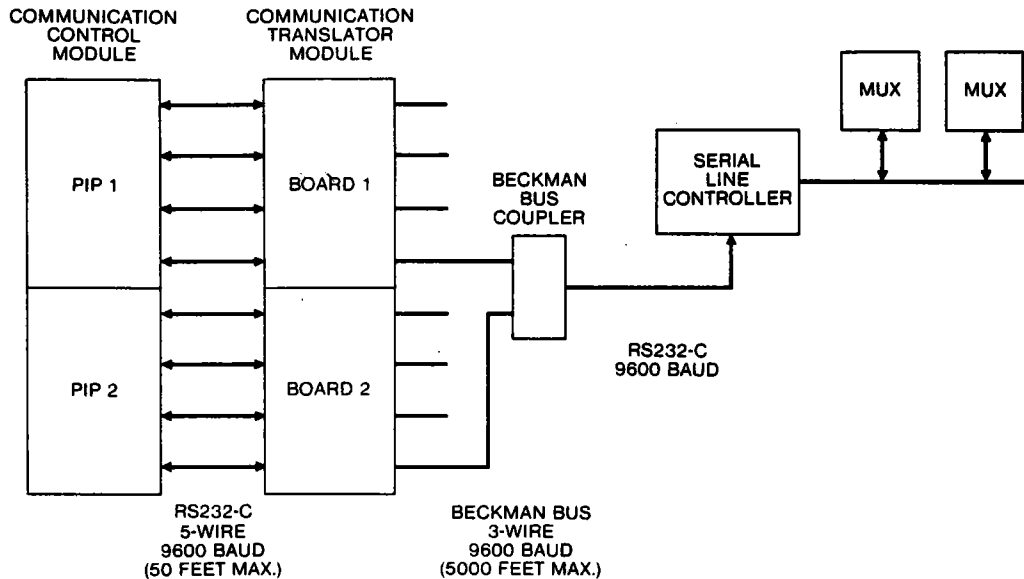 COMMUNICATION
CONTROL
MODULE
COMMUNICATION
TRANSLATOR
MODULE
MUX
MUX
PIP 1
BOARD 1
SERIAL
LINE
CONTROLLER
BECKMAN
BUS
COUPLER
PIP 2
BOARD 2
RS232-C
9600 BAUD
RS232-C
5-WIRE
9600 BAUD
(50 FEET MAX.)
BECKMAN BUS
3-WIRE
9600 BAUD
(5000 FEET MAX.)